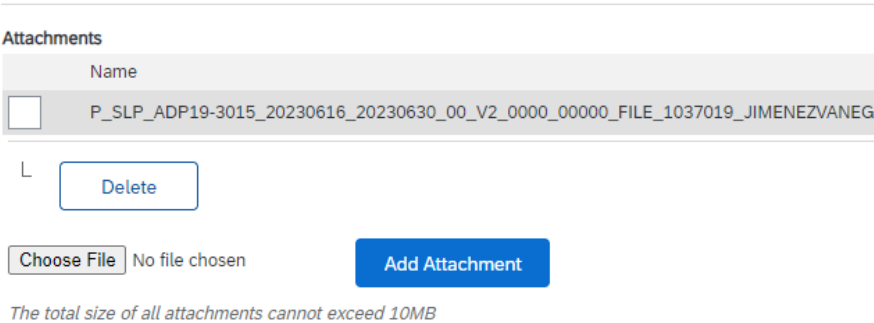 Attachments
Name
P_SLP_ADP19-3015_20230616_20230630_00_V2_0000_00000_FILE_1037019_JIMENEZVANEG
Delete
Choose File No file chosen Add Attachment
The total size of all attachments cannot exceed 10MB